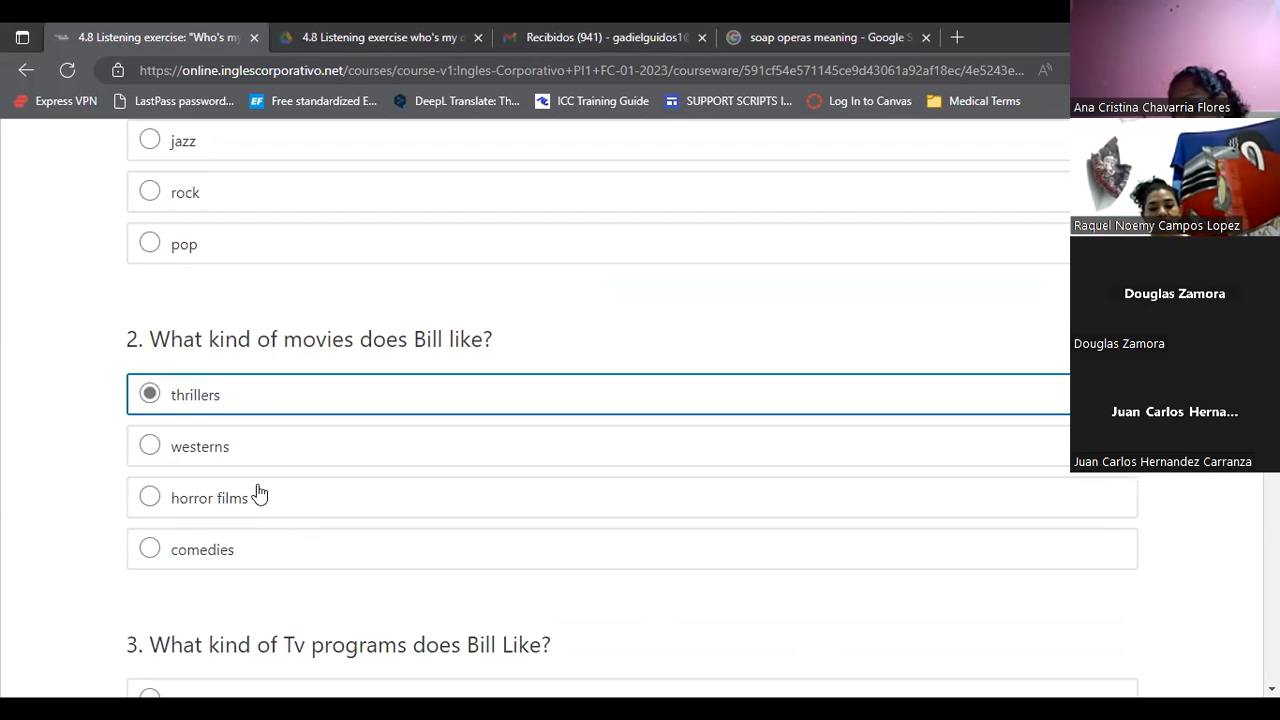 4.8 Listening exercise: "Who's my
4.8 Listening exercise who's my d
Recibidos (941) - gadielguidos1@
soap operas meaning - Google S
https://online.inglescorporativo.net/courses/course-v1:Ingles-Corporativo+PI1+FC-01-2023/courseware/591cf54e571145ce9d43061a92af18ec/4e5243e...
Express VPN
LastPass password...
EF Free standardized E...
DeepL Translate: Th...
ICC Training Guide
SUPPORT SCRIPTS I...
Log In to Canvas
Medical Terms
jazz
rock
pop
2. What kind of movies does Bill like?
thrillers
westerns
horror films
comedies
3. What kind of Tv programs does Bill Like?
Ana Cristina Chavarria Flores
Raquel Noemy Campos Lopez
Douglas Zamora
Douglas Zamora
Juan Carlos Herna...
Juan Carlos Hernandez Carranza